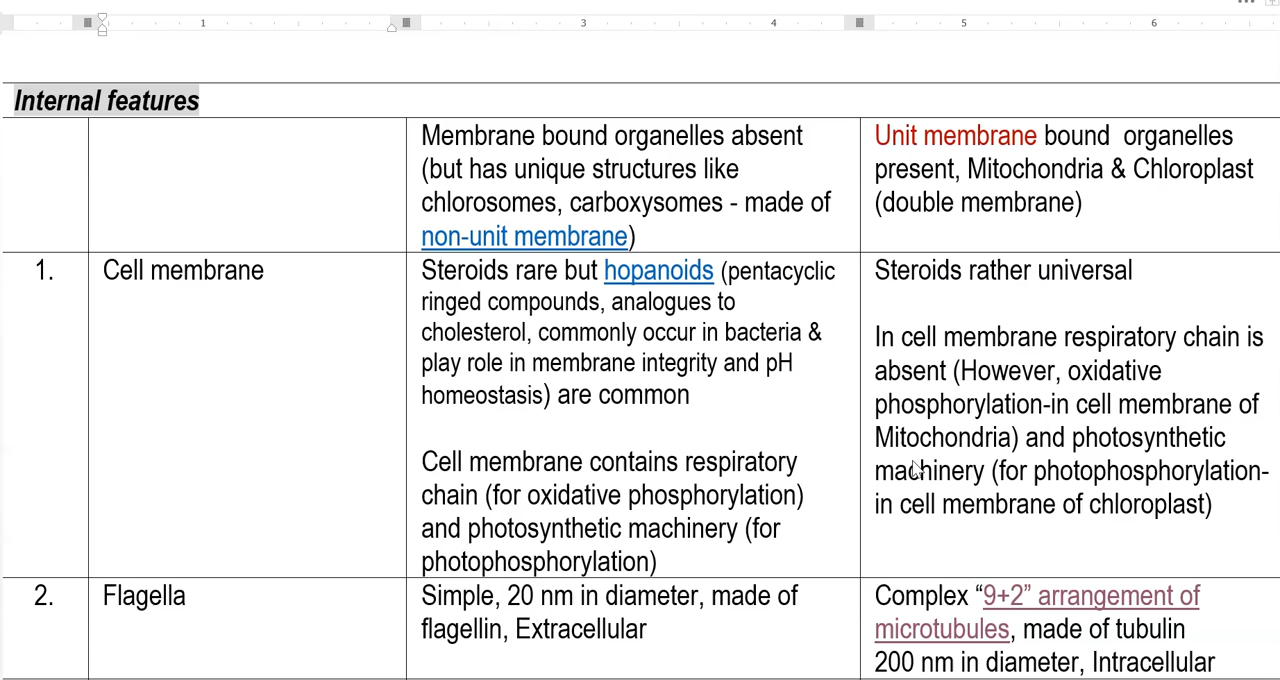 1 3 4 5 6
Internal features
Membrane bound organelles absent
(but has unique structures like
chlorosomes, carboxysomes - made of
non-unit membrane)
Unit membrane bound organelles
present, Mitochondria & Chloroplast
(double membrane)
1.
Cell membrane
Steroids rare but hopanoids (pentacyclic
ringed compounds, analogues to
cholesterol, commonly occur in bacteria &
play role in membrane integrity and pH
homeostasis) are common
Cell membrane contains respiratory
chain (for oxidative phosphorylation)
and photosynthetic machinery (for
photophosphorylation)
Steroids rather universal
In cell membrane respiratory chain is
absent (However, oxidative
phosphorylation-in cell membrane of
Mitochondria) and photosynthetic
machinery (for photophosphorylation-
in cell membrane of chloroplast)
2.
Flagella
Simple, 20 nm in diameter, made of
flagellin, Extracellular
Complex “9+2” arrangement of
microtubules, made of tubulin
200 nm in diameter, Intracellular